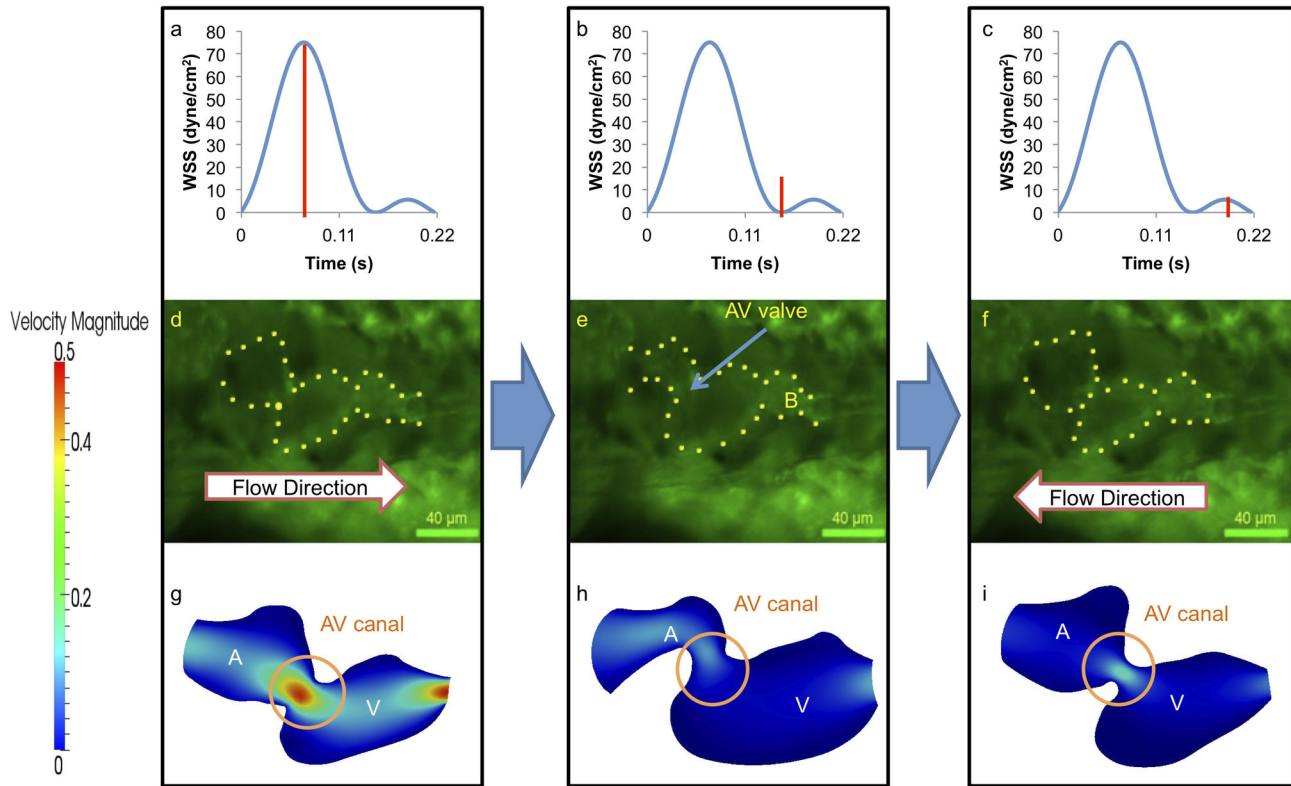 a
80
70
60
50
40
30
20
10
0
WSS (dyne/cm²)
0
0.11
0.22
Time (s)
b
80
70
60
50
40
30
20
10
0
WSS (dyne/cm²)
0
0.11
0.22
Time (s)
c
80
70
60
50
40
30
20
10
0
WSS (dyne/cm²)
0
0.11
0.22
Time (s)
Velocity Magnitude
0.5
0.4
0.2
0
d
Flow Direction
40 µm
e
AV valve
B
40 µm
f
Flow Direction
40 µm
g
AV canal
A
V
h
AV canal
A
V
i
AV canal
A
V